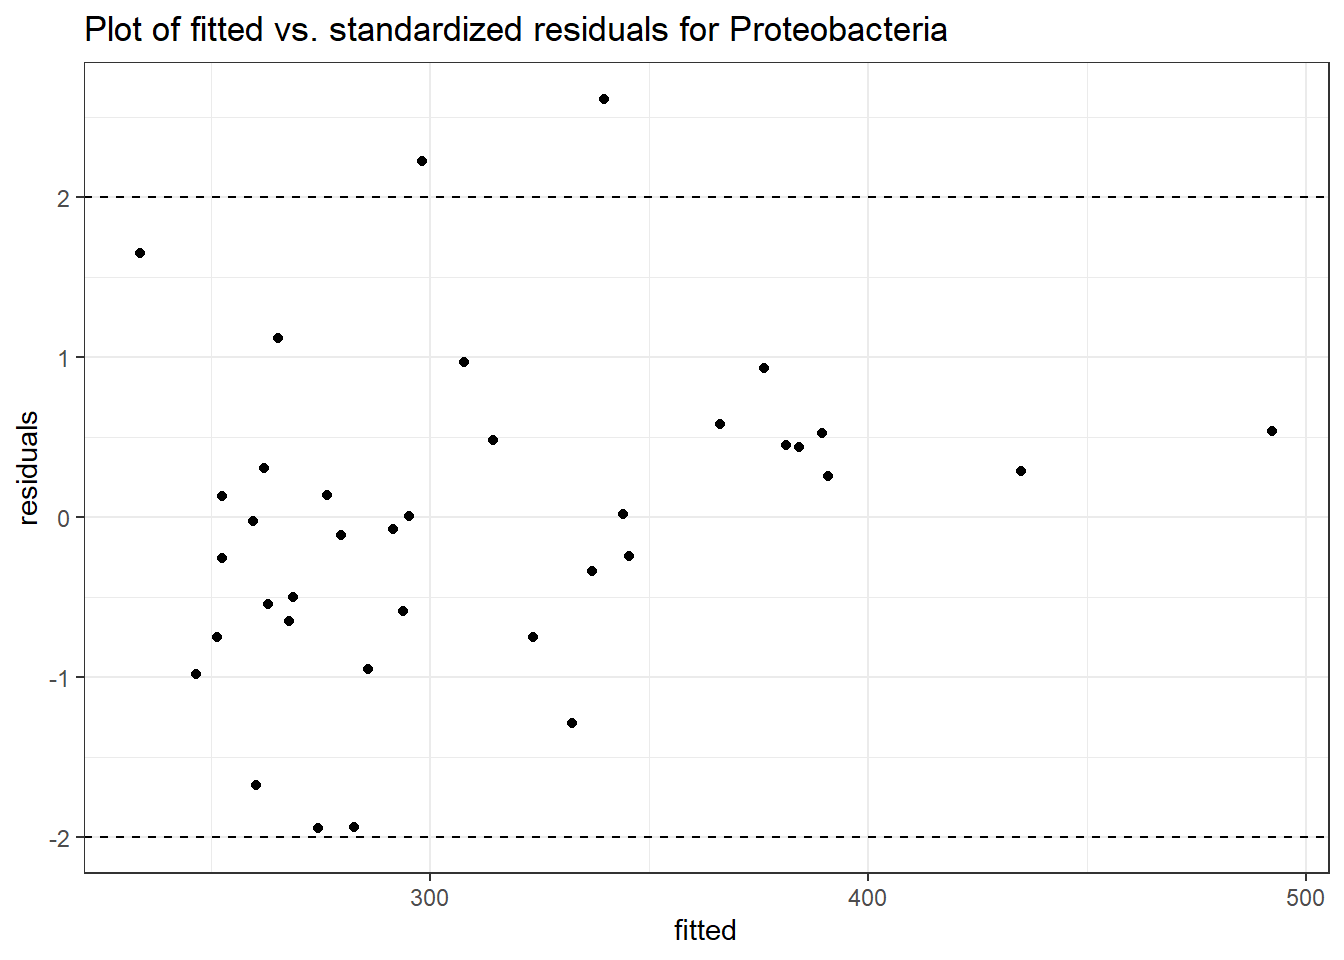 Plot of fitted vs. standardized residuals for Proteobacteria
2
1
0
-1
-2
residuals
300
400
500
fitted